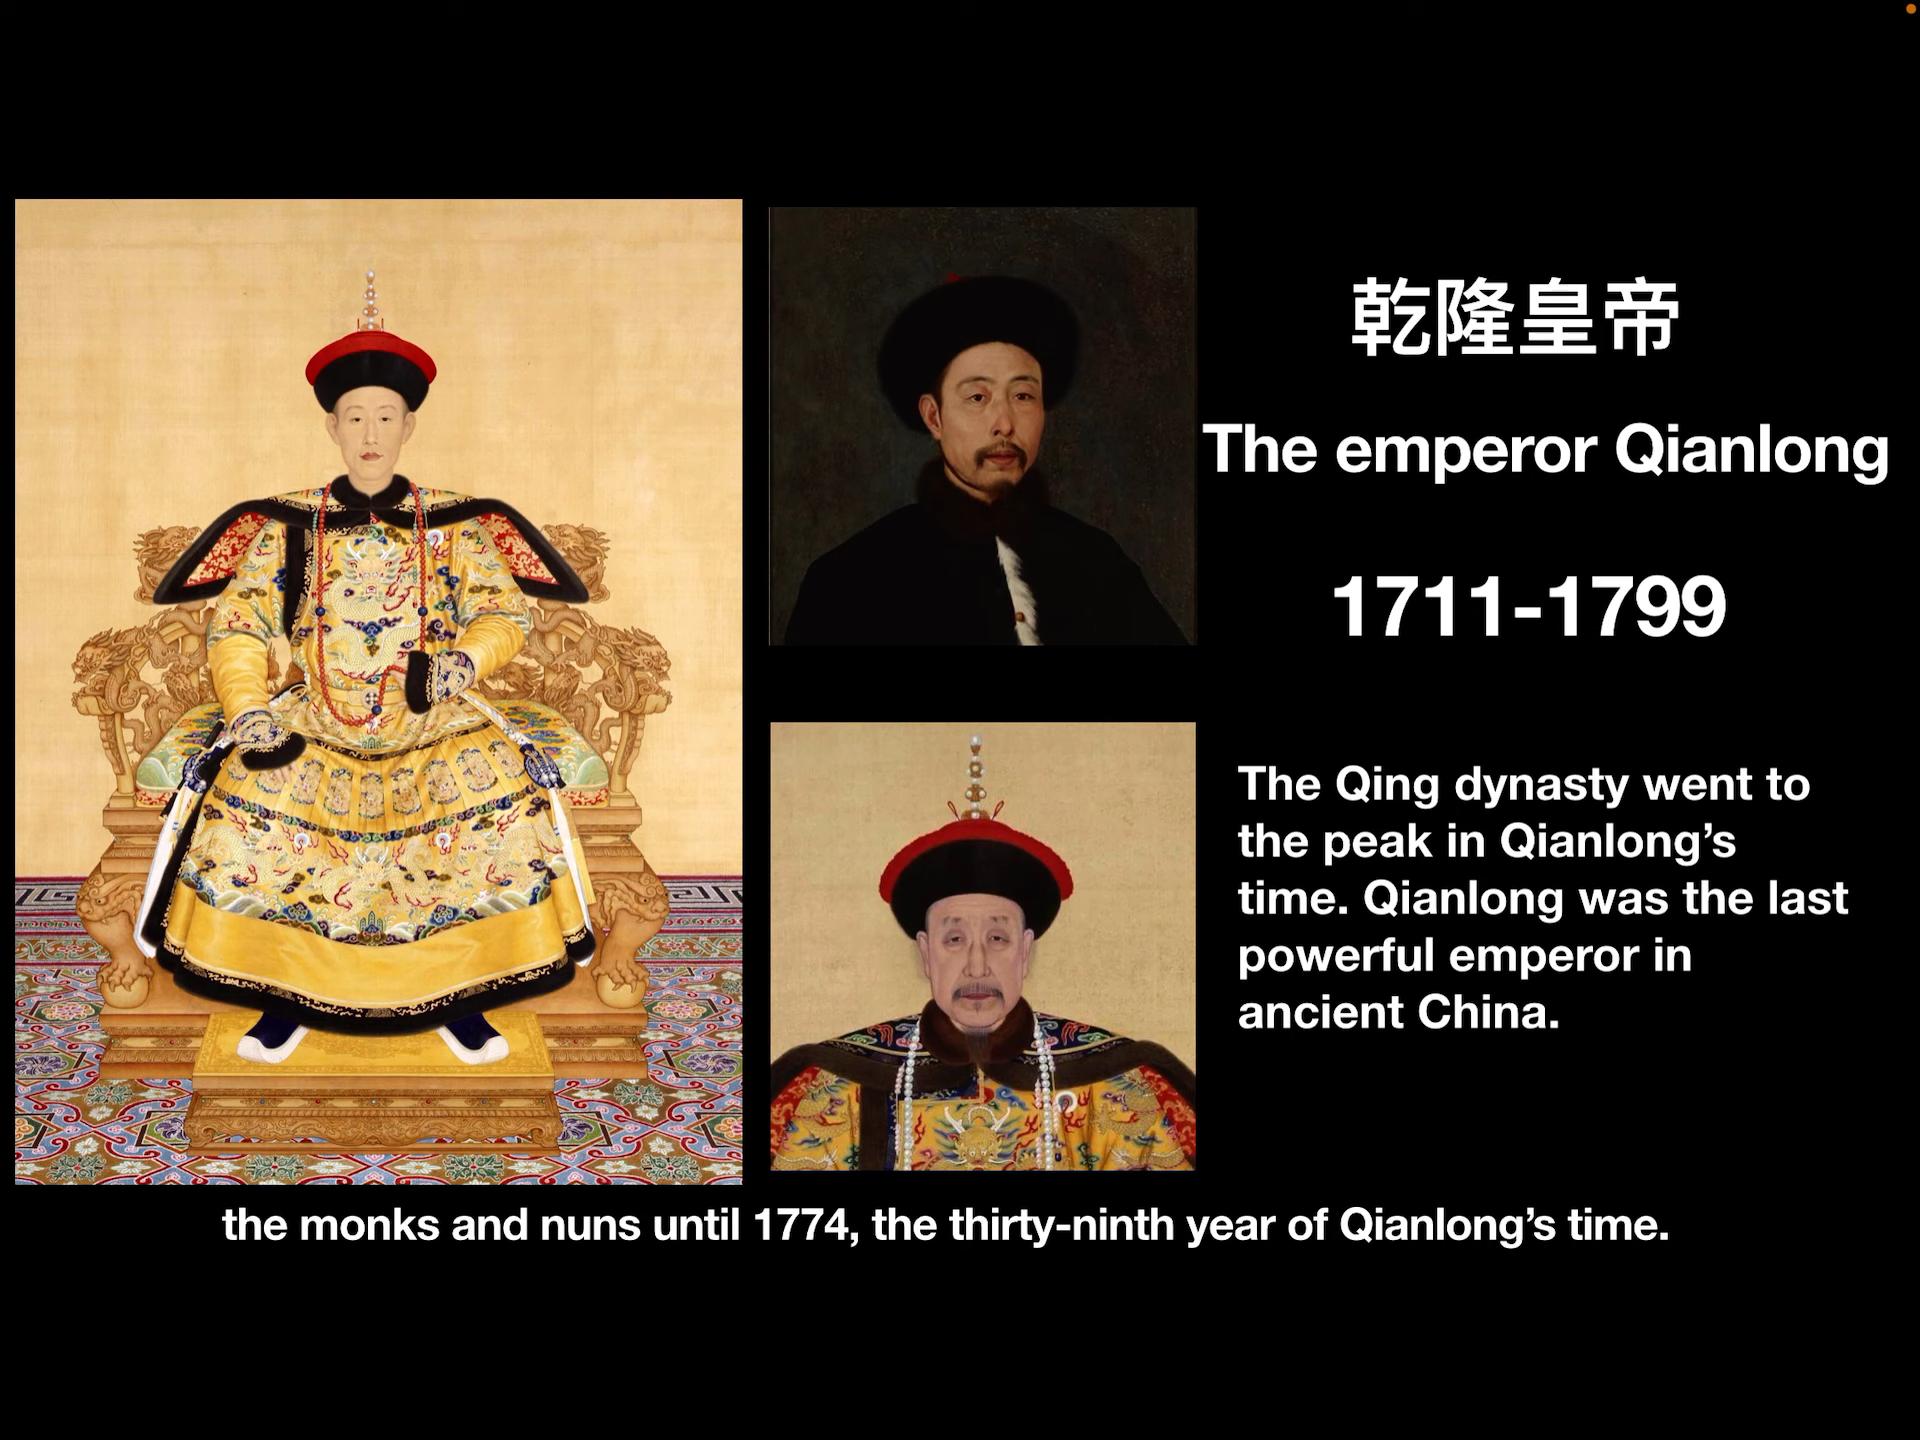 乾隆皇帝
The emperor Qianlong
1711-1799
The Qing dynasty went to
the peak in Qianlong’s
time. Qianlong was the last
powerful emperor in
ancient China.
the monks and nuns until 1774, the thirty-ninth year of Qianlong’s time.